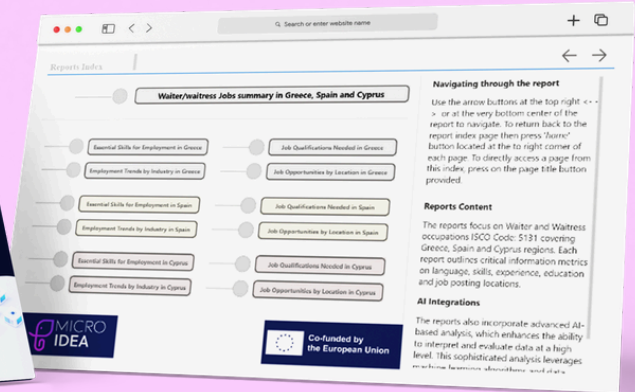 Search or enter website name
Reports Index
Waiter/waitress Jobs summary in Greece, Spain and Cyprus
Essential Skills for Employment in Greece
Job Qualifications Needed in Greece
Employment Trends by Industry in Greece
Job Opportunities by Location in Greece
Essential Skills for Employment in Spain
Job Qualifications Needed in Spain
Employment Trends by Industry in Spain
Job Opportunities by Location in Spain
Essential Skills for Employment in Cyprus
Job Qualifications Needed in Cyprus
Employment Trends by Industry in Cyprus
Job Opportunities by Location in Cyprus
MICRO
IDEA
Co-funded by
the European Union
Navigating through the report
Use the arrow buttons at the top right <- -
> or at the very bottom center of the
report to navigate. To return back to the
report index page then press "home"
button located at the to right corner of
each page. To directly access a page from
this index, press on the page title button
provided.
Reports Content
The reports focus on Waiter and Waitress
occupations ISCO Code: 5131 covering
Greece, Spain and Cyprus regions. Each
report outlines critical information metrics
on language, skills, experience, education
and job posting locations.
AI Integrations
The reports also incorporate advanced AI-
based analysis, which enhances the ability
to interpret and evaluate data at a high
level. This sophisticated analysis leverages
machine learning algorithms and data